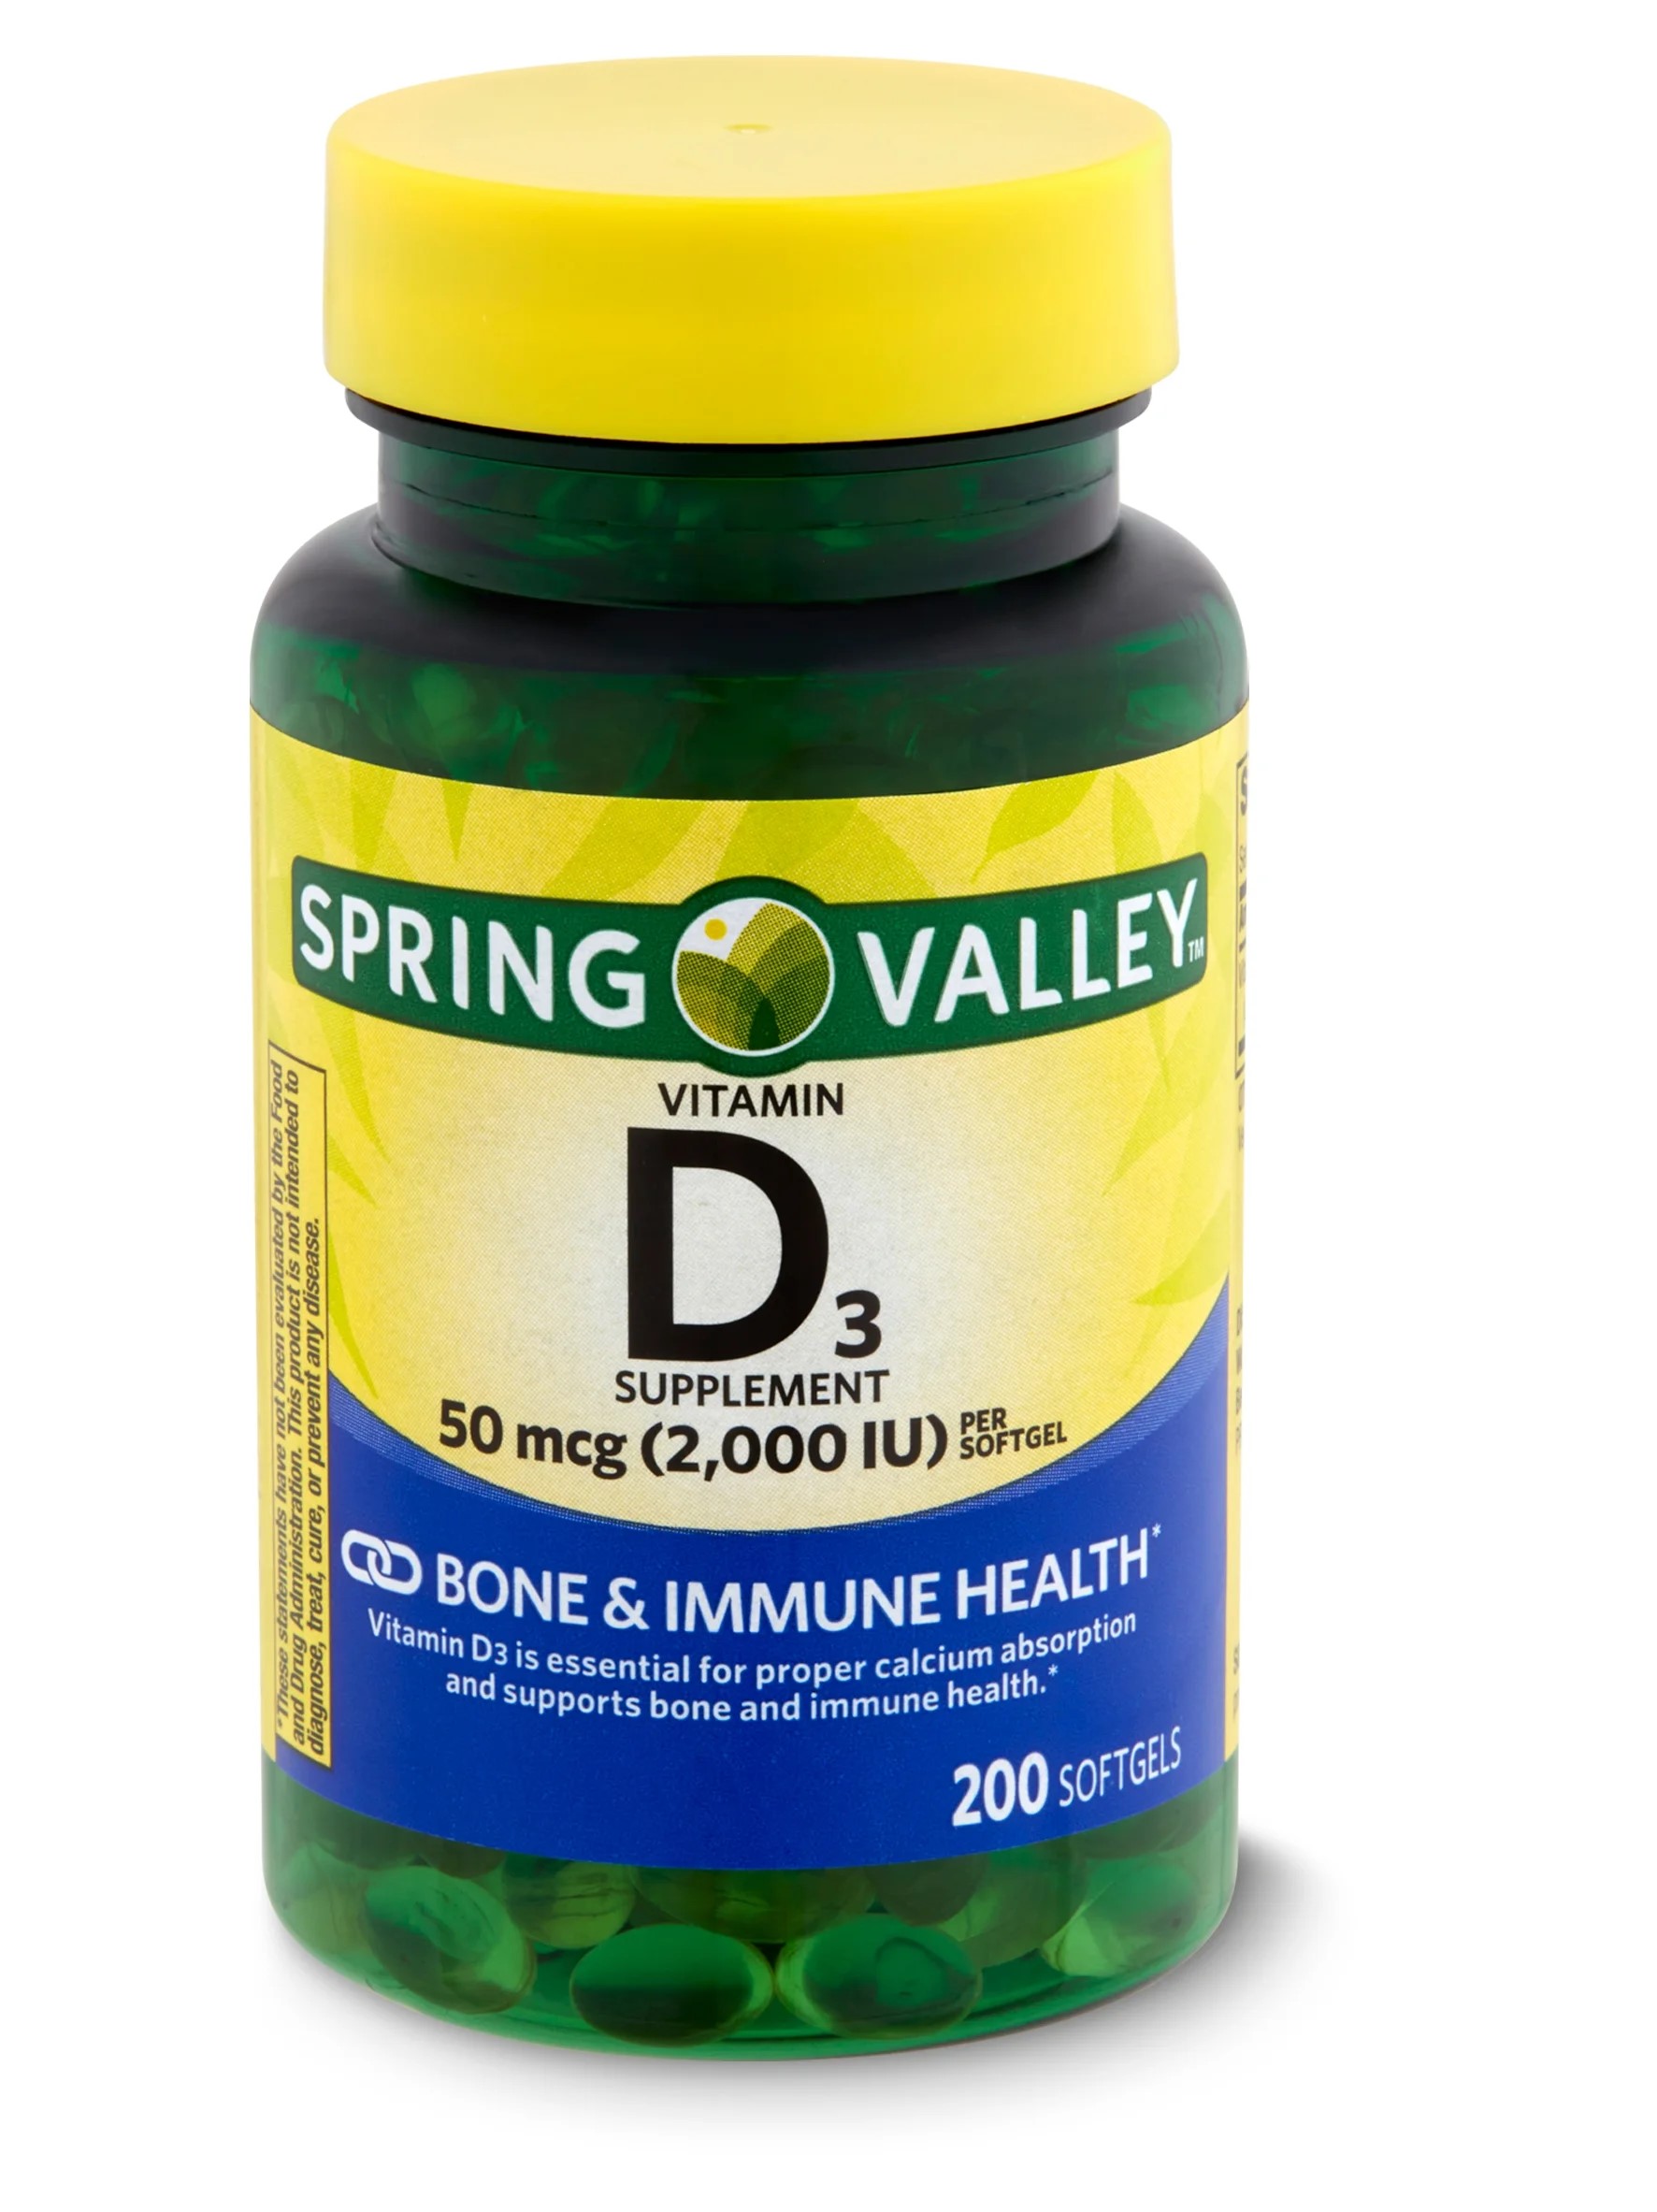 SPRING VALLEY™
VITAMIN
D3
SUPPLEMENT
50 mcg (2,000 IU) PER SOFTGEL
BONE & IMMUNE HEALTH*
Vitamin D3 is essential for proper calcium absorption
and supports bone and immune health.*
200 SOFTGELS
*These statements have not been evaluated by the Food
and Drug Administration. This product is not intended to
diagnose, treat, cure, or prevent any disease.